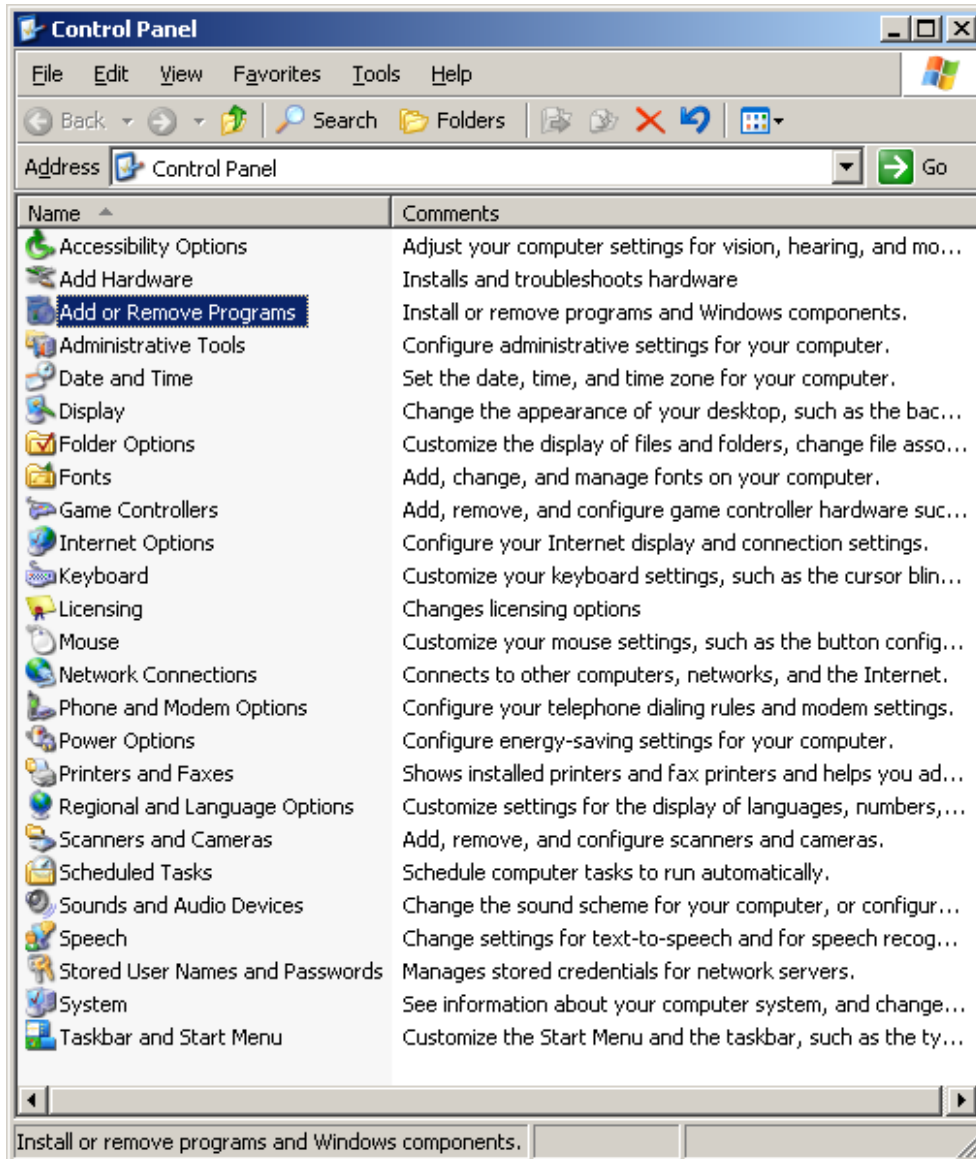 Control Panel
File Edit View Favorites Tools Help
Back Search Folders
Address Control Panel Go
Name Comments
Accessibility Options Adjust your computer settings for vision, hearing, and mo...
Add Hardware Installs and troubleshoots hardware
Add or Remove Programs Install or remove programs and Windows components.
Administrative Tools Configure administrative settings for your computer.
Date and Time Set the date, time, and time zone for your computer.
Display Change the appearance of your desktop, such as the bac...
Folder Options Customize the display of files and folders, change file asso...
Fonts Add, change, and manage fonts on your computer.
Game Controllers Add, remove, and configure game controller hardware suc...
Internet Options Configure your Internet display and connection settings.
Keyboard Customize your keyboard settings, such as the cursor blin...
Licensing Changes licensing options
Mouse Customize your mouse settings, such as the button config...
Network Connections Connects to other computers, networks, and the Internet.
Phone and Modem Options Configure your telephone dialing rules and modem settings.
Power Options Configure energy-saving settings for your computer.
Printers and Faxes Shows installed printers and fax printers and helps you ad...
Regional and Language Options Customize settings for the display of languages, numbers,...
Scanners and Cameras Add, remove, and configure scanners and cameras.
Scheduled Tasks Schedule computer tasks to run automatically.
Sounds and Audio Devices Change the sound scheme for your computer, or configur...
Speech Change settings for text-to-speech and for speech recog...
Stored User Names and Passwords Manages stored credentials for network servers.
System See information about your computer system, and change...
Taskbar and Start Menu Customize the Start Menu and the taskbar, such as the ty...
Install or remove programs and Windows components.